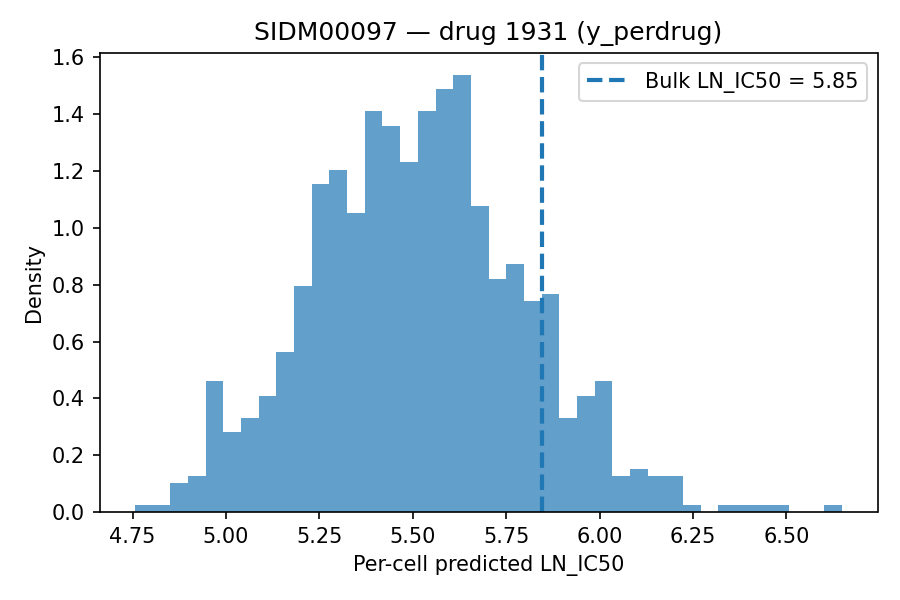 SIDM00097 — drug 1931 (y_perdrug)
Bulk LN_IC50 = 5.85
Density
1.6
1.4
1.2
1.0
0.8
0.6
0.4
0.2
0.0
4.75 5.00 5.25 5.50 5.75 6.00 6.25 6.50
Per-cell predicted LN_IC50